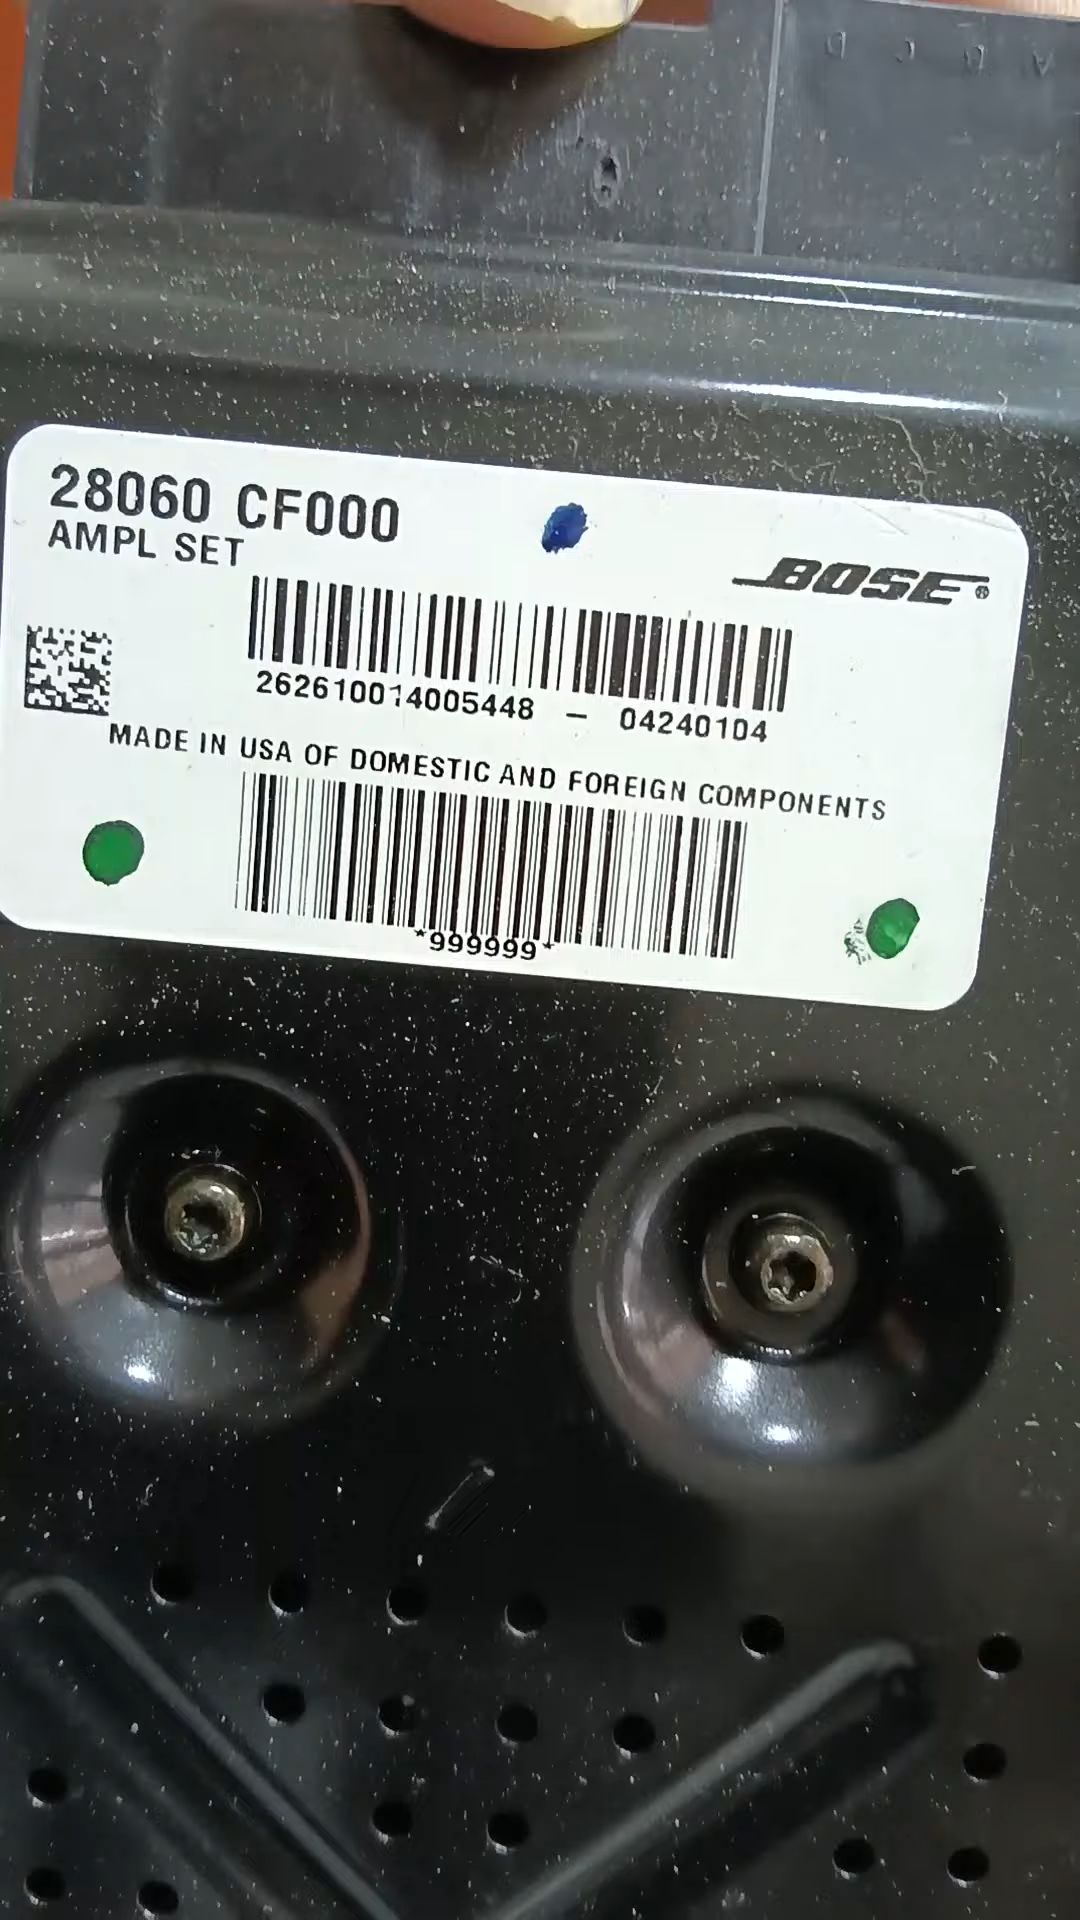 28060 CF000
AMPL SET
BOSE®
262610014005448 – 04240104
MADE IN USA OF DOMESTIC AND FOREIGN COMPONENTS
*999999*